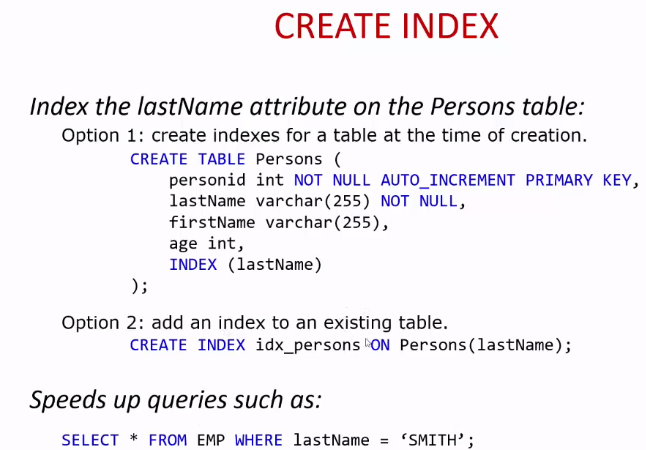 CREATE INDEX
Index the lastName attribute on the Persons table:
Option 1: create indexes for a table at the time of creation.
CREATE TABLE Persons (
personid int NOT NULL AUTO_INCREMENT PRIMARY KEY,
lastName varchar(255) NOT NULL,
firstName varchar(255),
age int,
INDEX (lastName)
);
Option 2: add an index to an existing table.
CREATE INDEX idx_persons ON Persons(lastName);
Speeds up queries such as:
SELECT * FROM EMP WHERE lastName = ‘SMITH’;